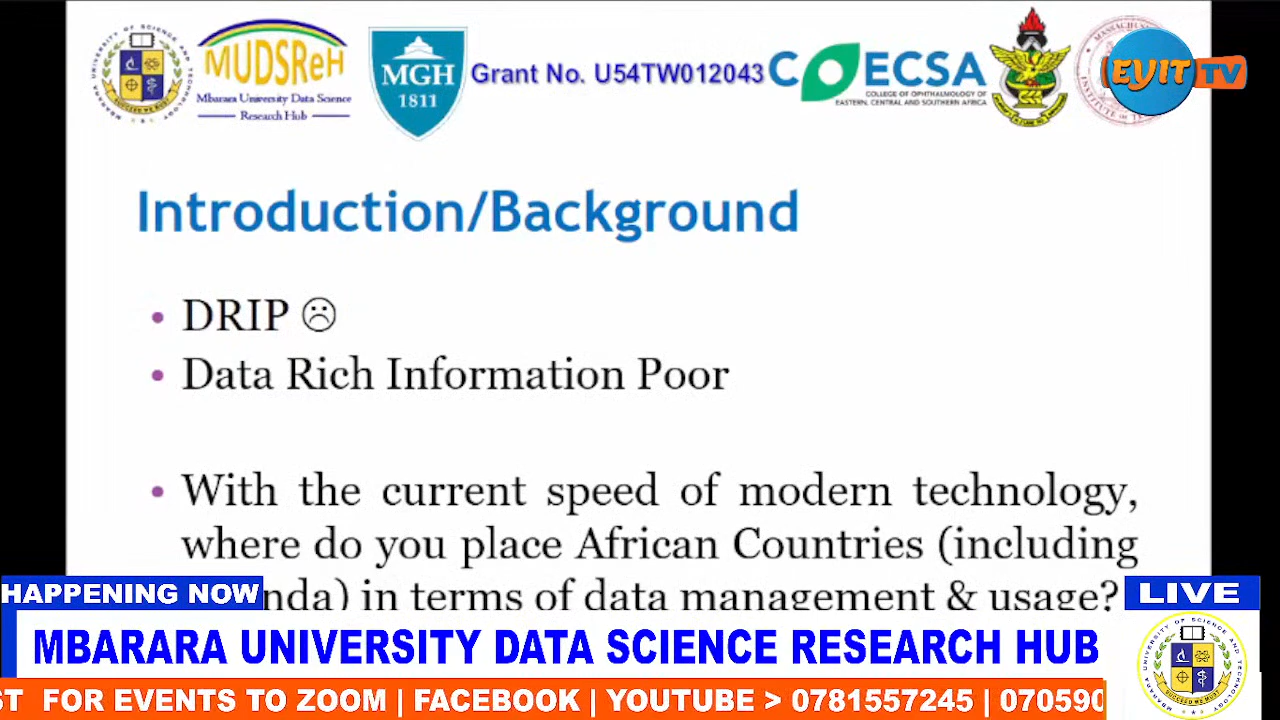 MUDSReH
Mbarara University Data Science
Research Hub
MGH
1811
Grant No. U54TW012043
COECSA
COLLEGE OF OPHTHALMOLOGY OF
EASTERN, CENTRAL AND SOUTHERN AFRICA
EVIT TV
Introduction/Background
• DRIP ☹
• Data Rich Information Poor
• With the current speed of modern technology,
where do you place African Countries (including
nda) in terms of data management & usage?
HAPPENING NOW
LIVE
MBARARA UNIVERSITY DATA SCIENCE RESEARCH HUB
ST FOR EVENTS TO ZOOM | FACEBOOK | YOUTUBE > 0781557245 | 070590